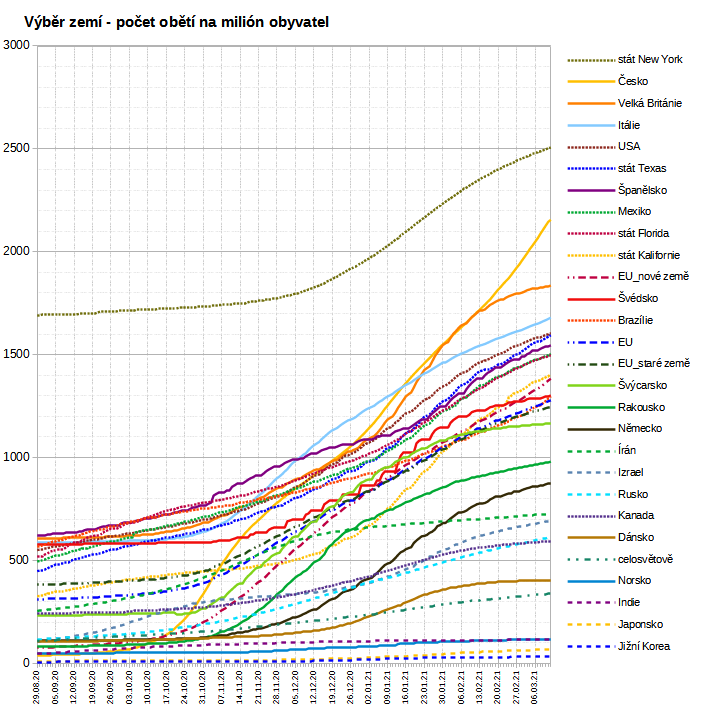 Výběr zemí - počet obětí na milión obyvatel
3000
2500
2000
1500
1000
500
0
29.08.20
05.09.20
12.09.20
19.09.20
26.09.20
03.10.20
10.10.20
17.10.20
24.10.20
31.10.20
07.11.20
14.11.20
21.11.20
28.11.20
05.12.20
12.12.20
19.12.20
26.12.20
02.01.21
09.01.21
16.01.21
23.01.21
30.01.21
06.02.21
13.02.21
20.02.21
27.02.21
06.03.21
stát New York
Česko
Velká Británie
Itálie
USA
stát Texas
Španělsko
Mexiko
stát Florida
stát Kalifornie
EU_nové země
Švédsko
Brazílie
EU
EU_staré země
Švýcarsko
Rakousko
Německo
Írán
Izrael
Rusko
Kanada
Dánsko
celosvětově
Norsko
Indie
Japonsko
Jižní Korea